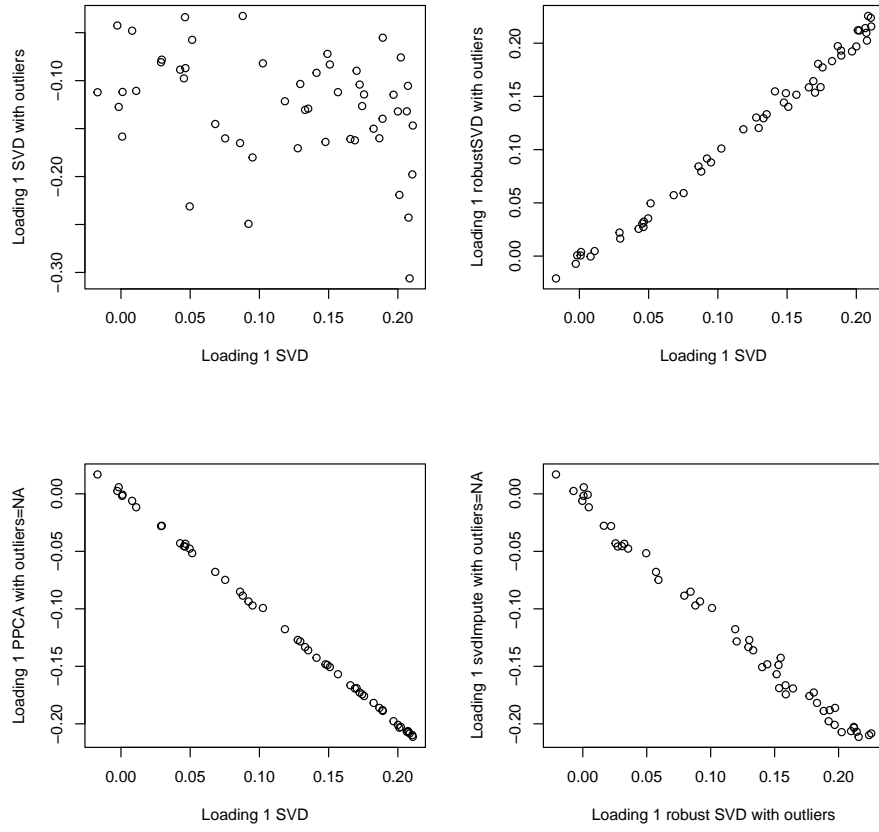 Loading 1 SVD with outliers
−0.10
−0.20
−0.30
0.00 0.05 0.10 0.15 0.20
Loading 1 SVD
Loading 1 robustSVD with outliers
0.20
0.15
0.10
0.05
0.00
0.00 0.05 0.10 0.15 0.20
Loading 1 SVD
Loading 1 PPCA with outliers=NA
0.00
−0.05
−0.10
−0.15
−0.20
0.00 0.05 0.10 0.15 0.20
Loading 1 SVD
Loading 1 svdImpute with outliers=NA
0.00
−0.05
−0.10
−0.15
−0.20
0.00 0.05 0.10 0.15 0.20
Loading 1 robust SVD with outliers